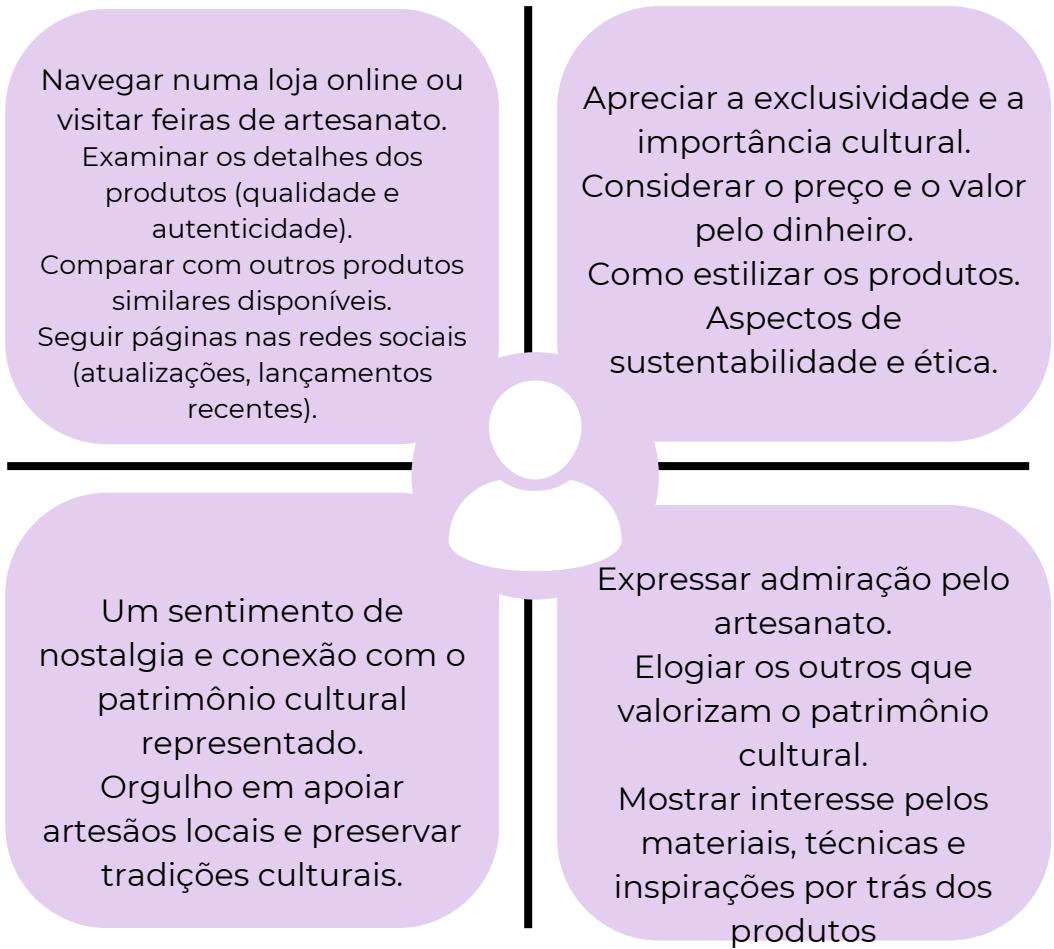 Navegar numa loja online ou
visitar feiras de artesanato.
Examinar os detalhes dos
produtos (qualidade e
autenticidade).
Comparar com outros produtos
similares disponíveis.
Seguir páginas nas redes sociais
(atualizações, lançamentos
recentes).
Apreciar a exclusividade e a
importância cultural.
Considerar o preço e o valor
pelo dinheiro.
Como estilizar os produtos.
Aspectos de
sustentabilidade e ética.
Um sentimento de
nostalgia e conexão com o
patrimônio cultural
representado.
Orgulho em apoiar
artesãos locais e preservar
tradições culturais.
Expressar admiração pelo
artesanato.
Elogiar os outros que
valorizam o patrimônio
cultural.
Mostrar interesse pelos
materiais, técnicas e
inspirações por trás dos
produtos